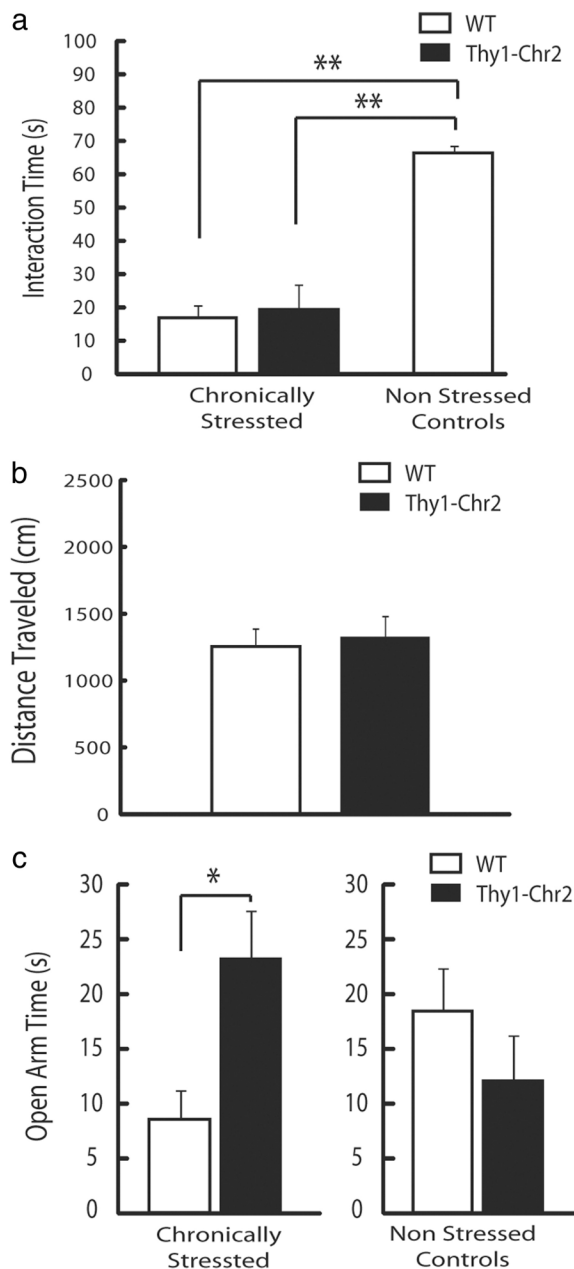 a
WT
Thy1-Chr2
100
90
80
70
60
50
40
30
20
10
0
Interaction Time (s)
**
**
Chronically
Stressted
Non Stressed
Controls
b
WT
Thy1-Chr2
2500
2000
1500
1000
500
0
Distance Traveled (cm)
c
WT
Thy1-Chr2
30
25
20
15
10
5
0
Open Arm Time (s)
*
Chronically
Stressted
30
25
20
15
10
5
0
Non Stressed
Controls